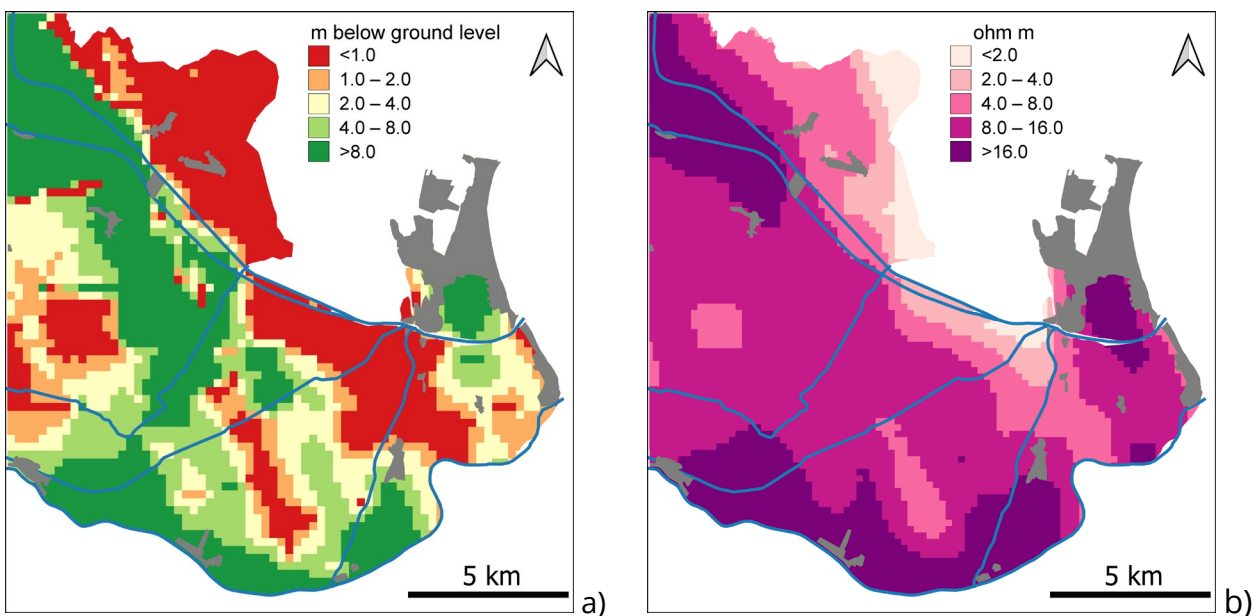 m below ground level
<1.0
1.0 – 2.0
2.0 – 4.0
4.0 – 8.0
>8.0
5 km
a)
ohm m
<2.0
2.0 – 4.0
4.0 – 8.0
8.0 – 16.0
>16.0
5 km
b)